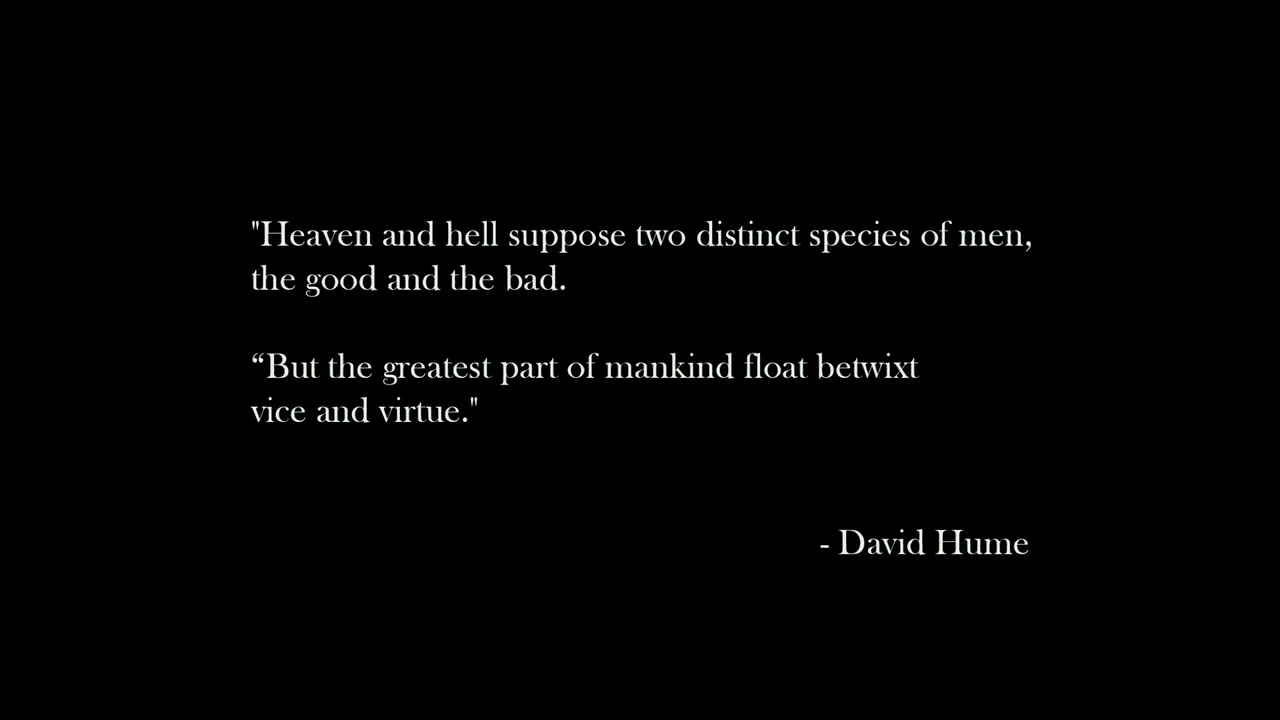 "Heaven and hell suppose two distinct species of men,
the good and the bad.
“But the greatest part of mankind float betwixt
vice and virtue."
- David Hume